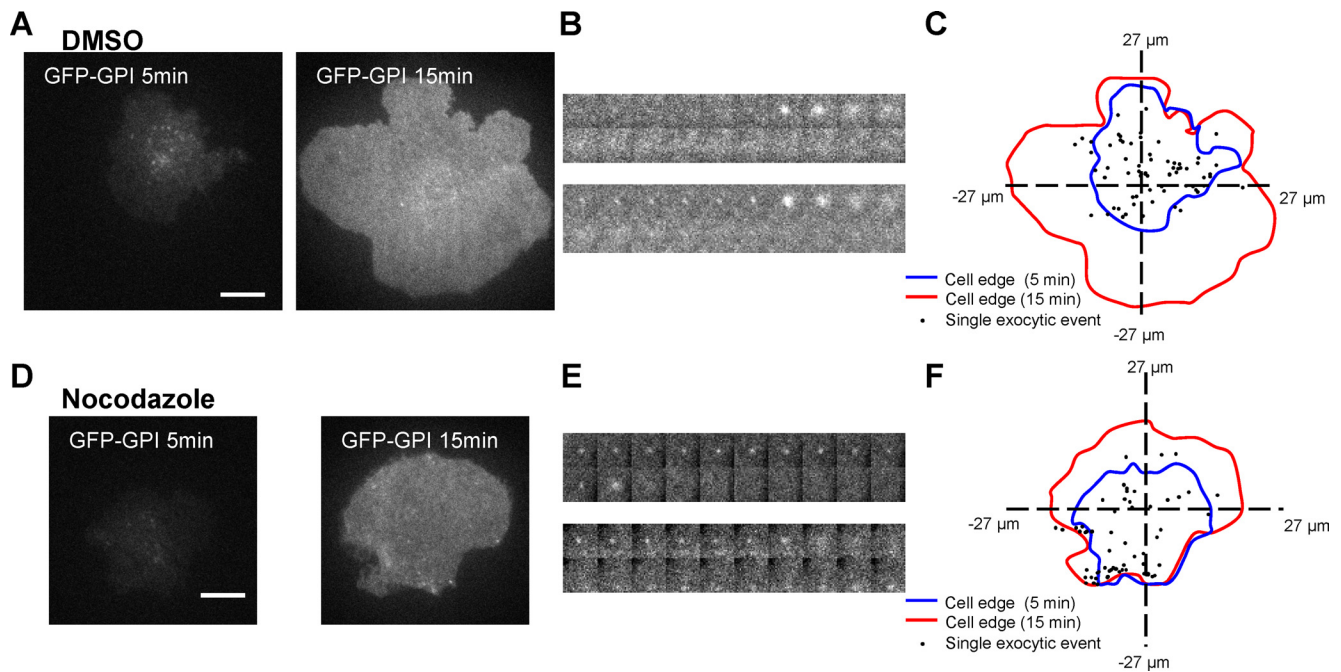 A
DMSO
GFP-GPI 5min
GFP-GPI 15min
B
C
27 µm
-27 µm
27 µm
-27 µm
Cell edge (5 min)
Cell edge (15 min)
Single exocytic event
D
Nocodazole
GFP-GPI 5min
GFP-GPI 15min
E
F
27 µm
-27 µm
27 µm
-27 µm
Cell edge (5 min)
Cell edge (15 min)
Single exocytic event